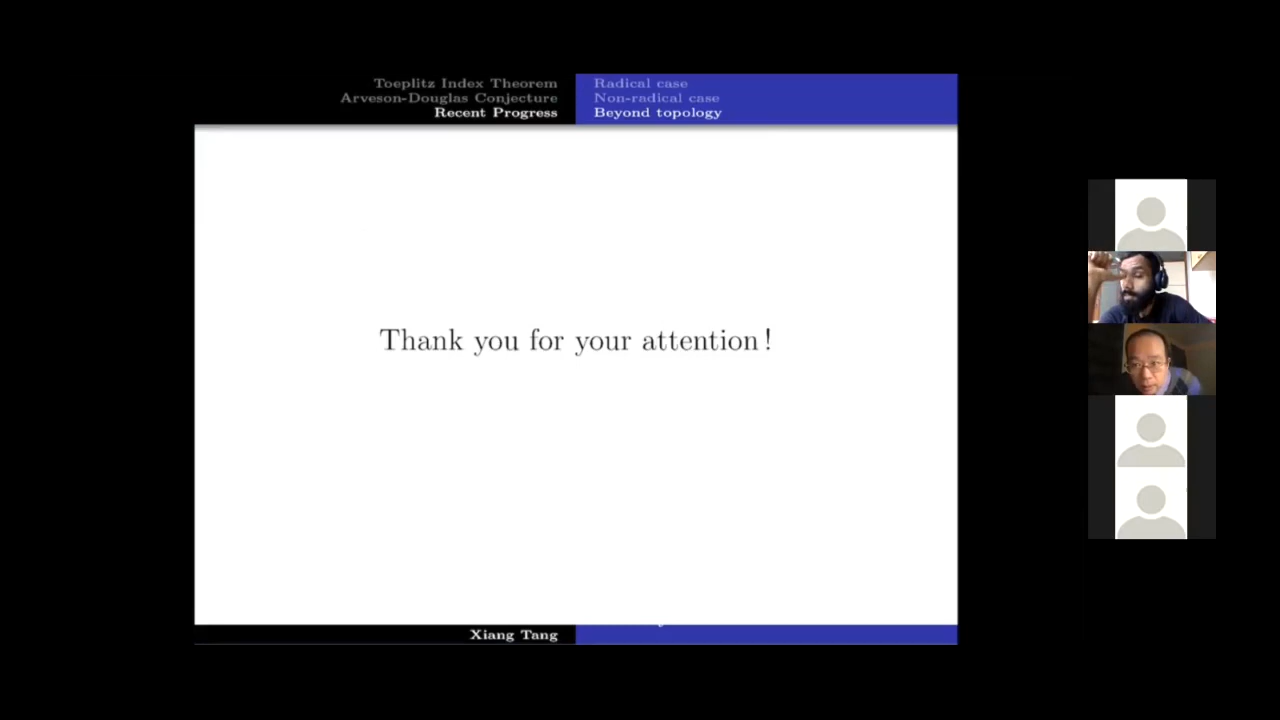 Toeplitz Index Theorem
Arveson-Douglas Conjecture
Recent Progress
Radical case
Non-radical case
Beyond topology
Thank you for your attention!
Xiang Tang